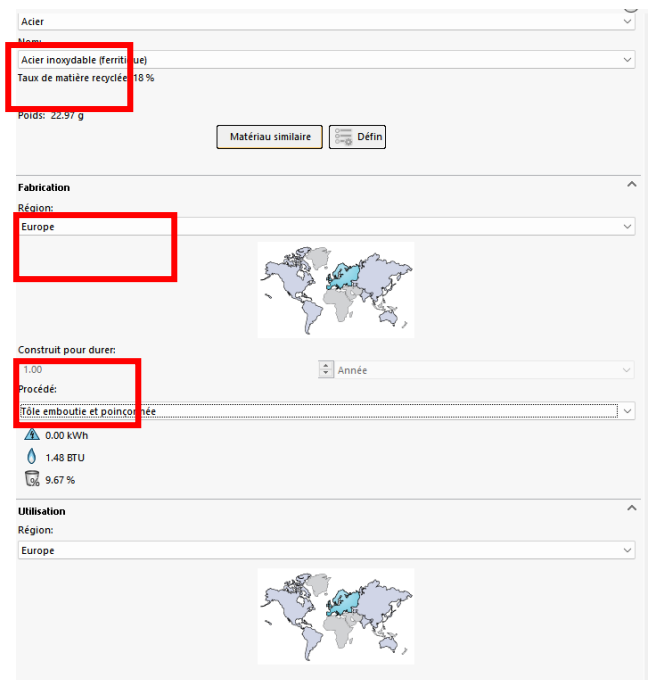 Acier
Nom:
Acier inoxydable (ferritique)
Taux de matière recyclée: 18 %
Poids: 22.97 g
Matériau similaire Défin
Fabrication
Région:
Europe
Construit pour durer:
1.00 Année
Procédé:
Tôle emboutie et poinçonnée
0.00 kWh
1.48 BTU
% 9.67 %
Utilisation
Région:
Europe